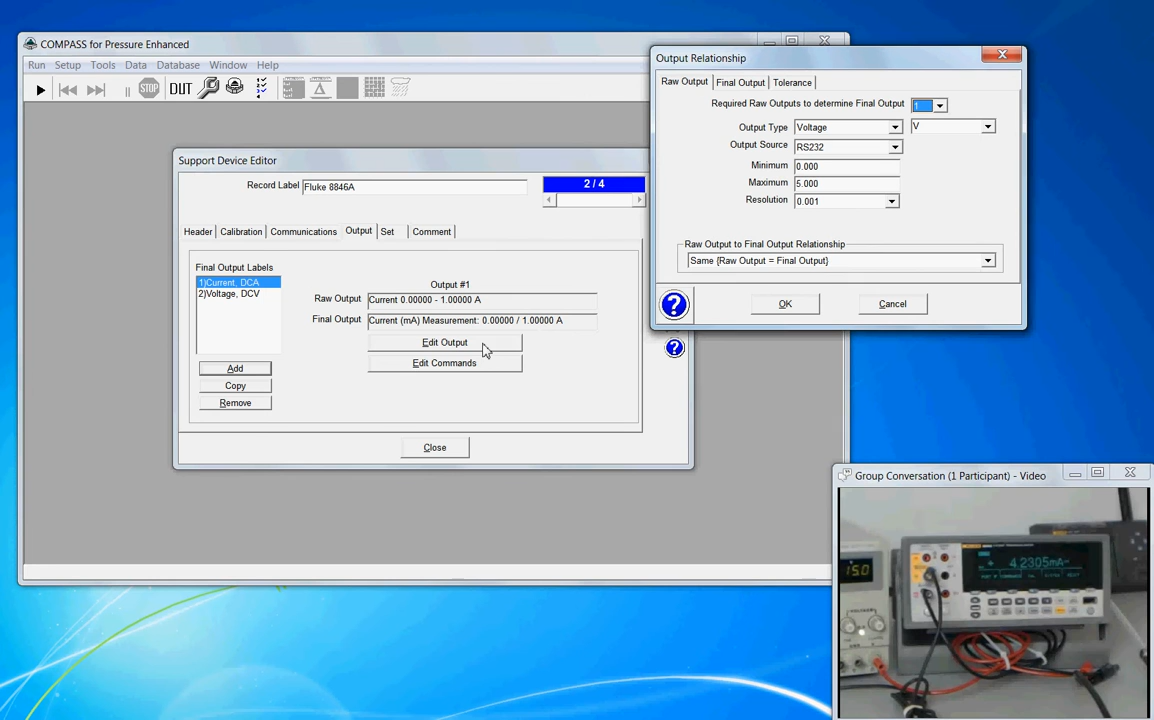 COMPASS for Pressure Enhanced
Run Setup Tools Data Database Window Help
STOP DUT
Support Device Editor
Record Label Fluke 8846A
2 / 4
Header Calibration Communications Output Set Comment
Final Output Labels
1)Current, DCA
2)Voltage, DCV
Output #1
Raw Output Current 0.00000 - 1.00000 A
Final Output Current (mA) Measurement: 0.00000 / 1.00000 A
Edit Output
Edit Commands
Add
Copy
Remove
Close
Output Relationship
Raw Output Final Output Tolerance
Required Raw Outputs to determine Final Output 1
Output Type Voltage V
Output Source RS232
Minimum 0.000
Maximum 5.000
Resolution 0.001
Raw Output to Final Output Relationship
Same {Raw Output = Final Output}
? OK Cancel
?
Group Conversation (1 Participant) - Video
15.0
4.2305mA